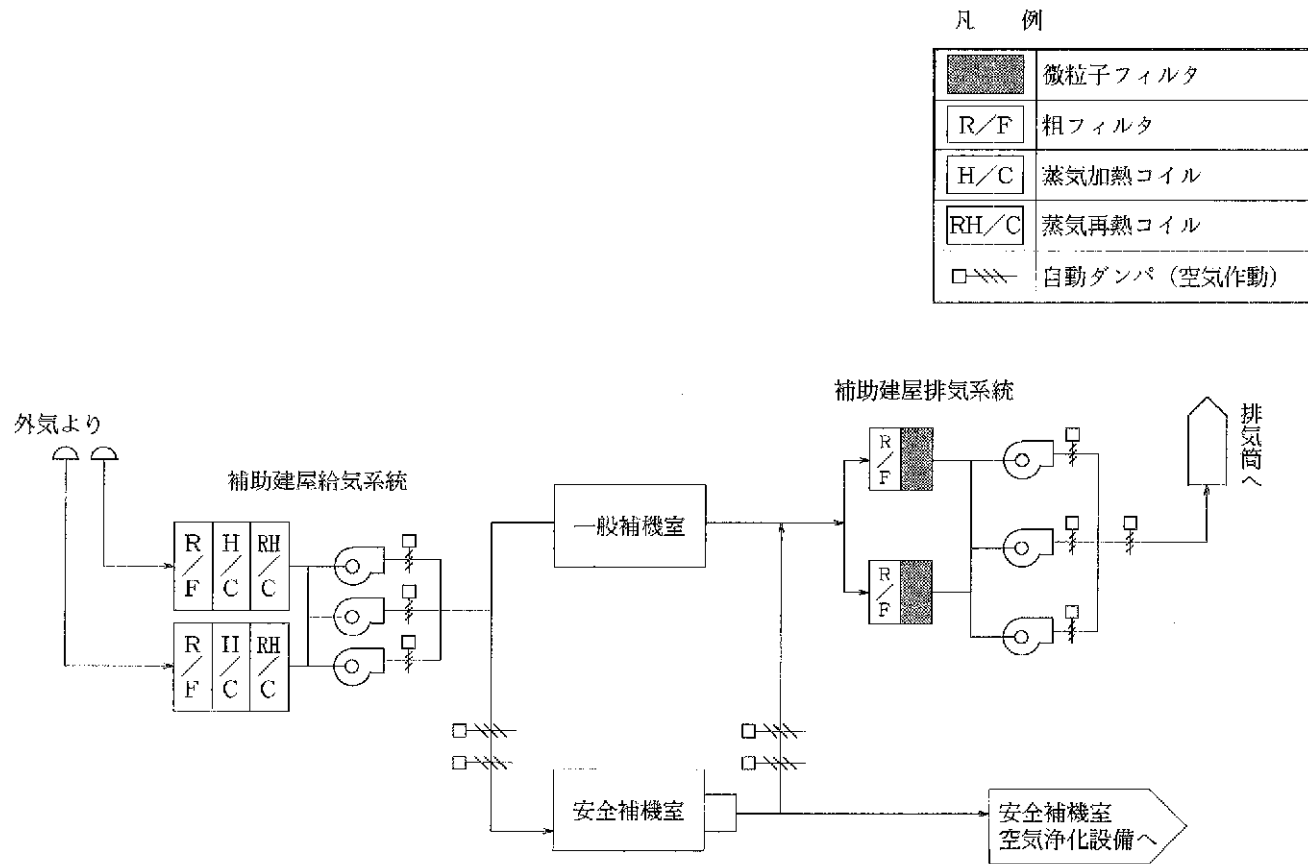 凡 例
微粒子フィルタ
R/F 粗フィルタ
H/C 蒸気加熱コイル
RH/C 蒸気再熱コイル
自動ダンパ(空気作動)
補助建屋排気系統
外気より
排気筒へ
補助建屋給気系統
R/F
一般補機室
R/F H/C RH/C
R/F
R/F H/C RH/C
安全補機室
安全補機室
空気浄化設備へ